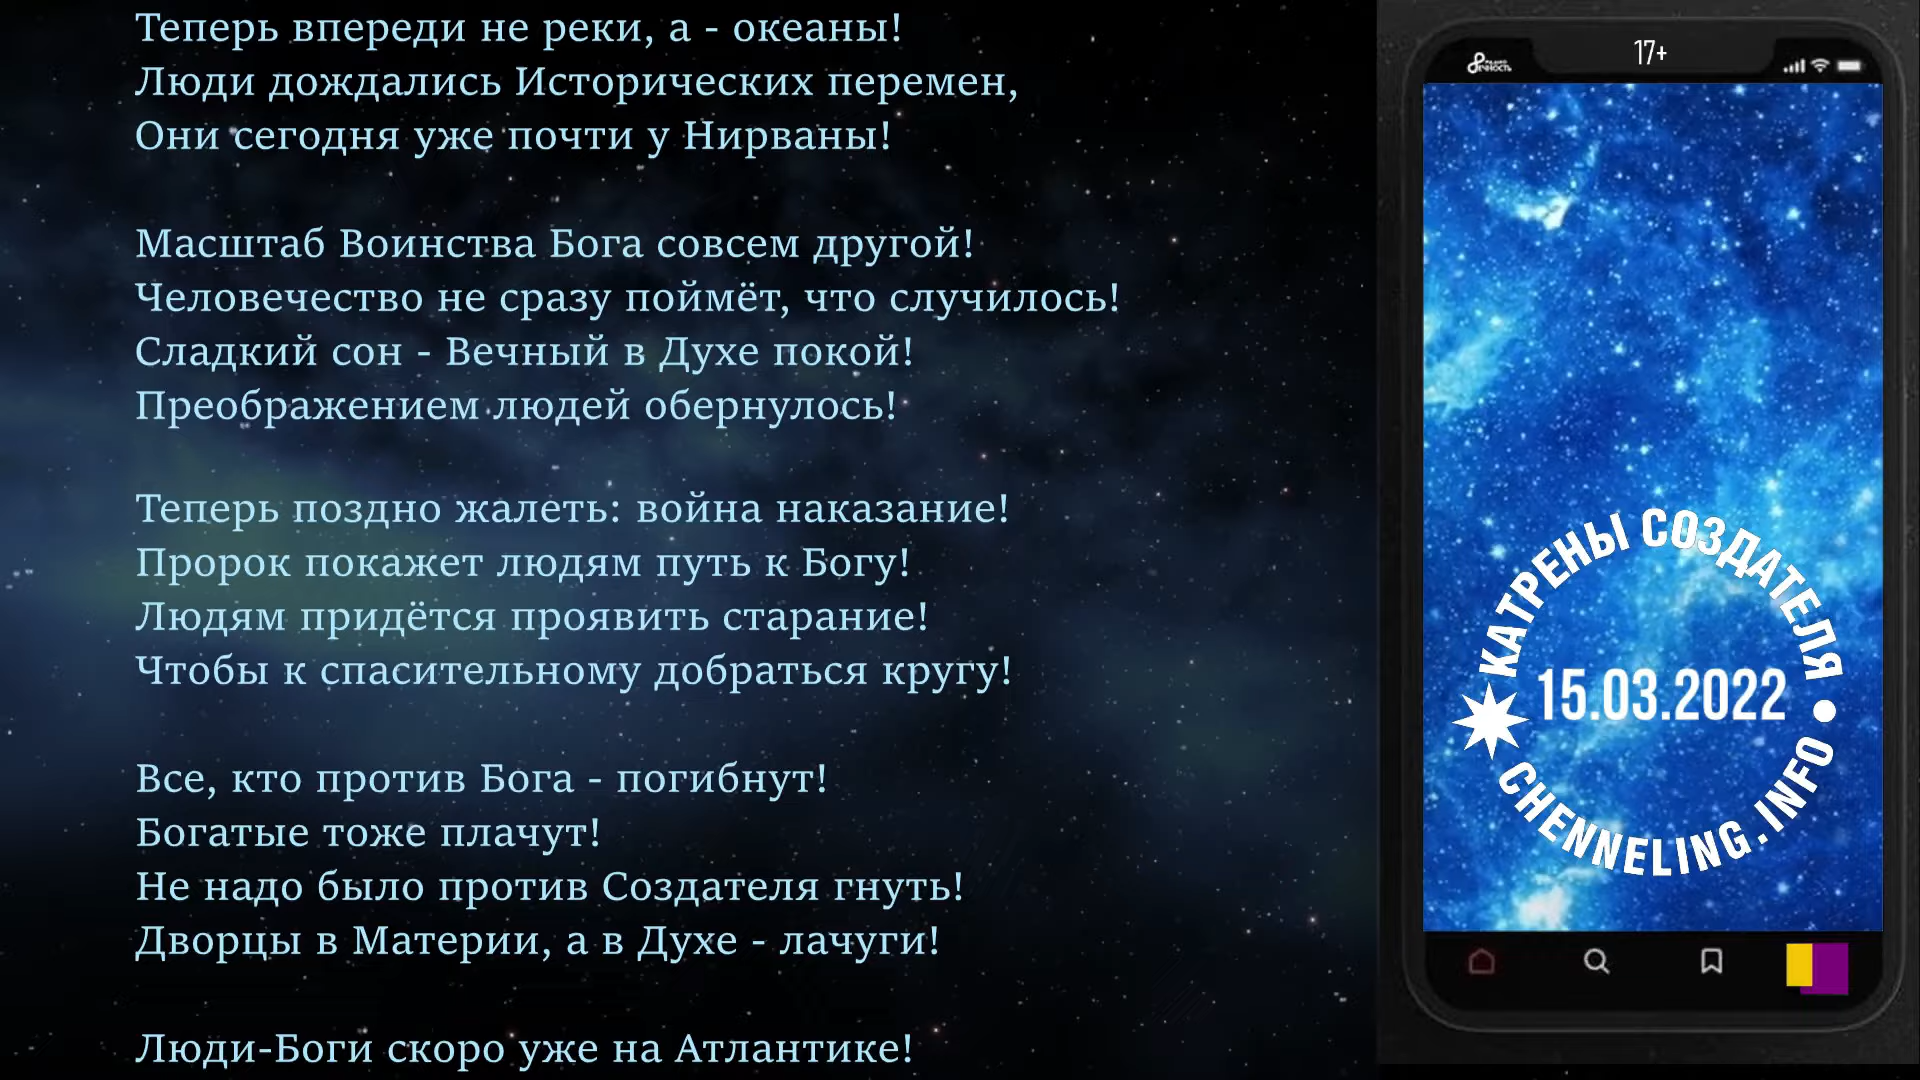 Теперь впереди не реки, а - океаны!
Люди дождались Исторических перемен,
Они сегодня уже почти у Нирваны!
Масштаб Воинства Бога совсем другой!
Человечество не сразу поймёт, что случилось!
Сладкий сон - Вечный в Духе покой!
Преображением людей обернулось!
Теперь поздно жалеть: война наказание!
Пророк покажет людям путь к Богу!
Людям придётся проявить старание!
Чтобы к спасительному добраться кругу!
Все, кто против Бога - погибнут!
Богатые тоже плачут!
Не надо было против Создателя гнуть!
Дворцы в Материи, а в Духе - лачуги!
Люди-Боги скоро уже на Атлантике!
17+
КАТРЕНЫ СОЗДАТЕЛЯ
15.03.2022
CHENNELING.INFO